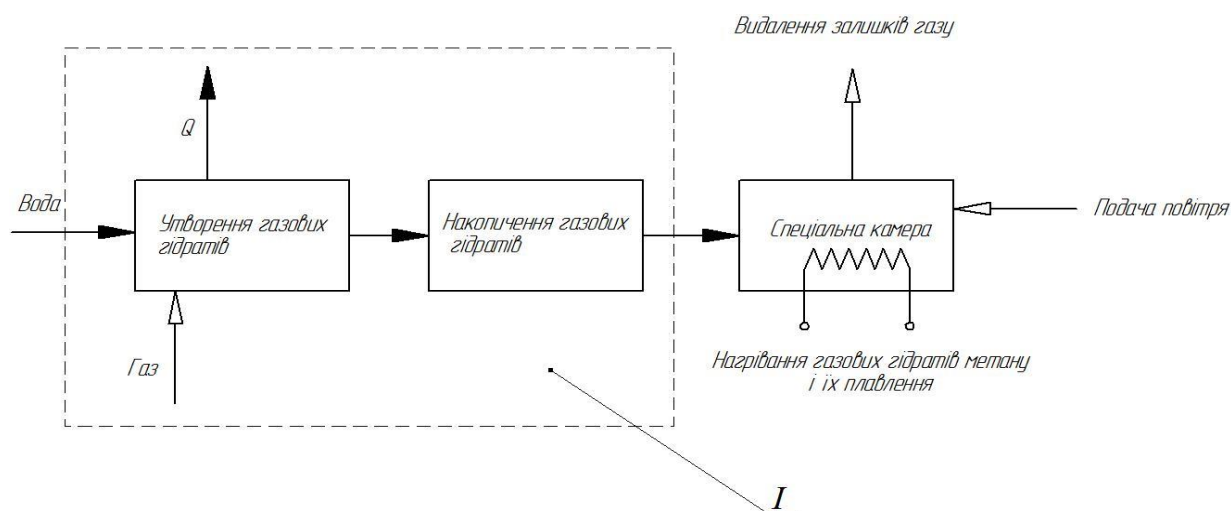 Видалення залишків газу
Q
Вода
Утворення газових
гідратів
Накопичення газових
гідратів
Спеціальна камера
Подача повітря
Газ
Нагрівання газових гідратів метану
і їх плавлення
I